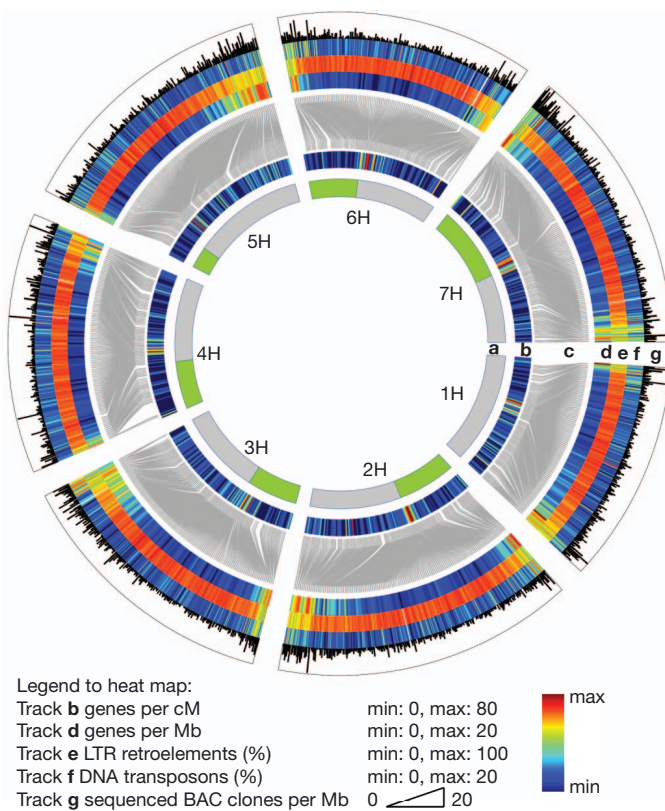 6H
5H
7H
4H
a b c d e f g
1H
3H
2H
Legend to heat map:
Track b genes per cM min: 0, max: 80
Track d genes per Mb min: 0, max: 20
Track e LTR retroelements (%) min: 0, max: 100
Track f DNA transposons (%) min: 0, max: 20
Track g sequenced BAC clones per Mb 0 20
max
min